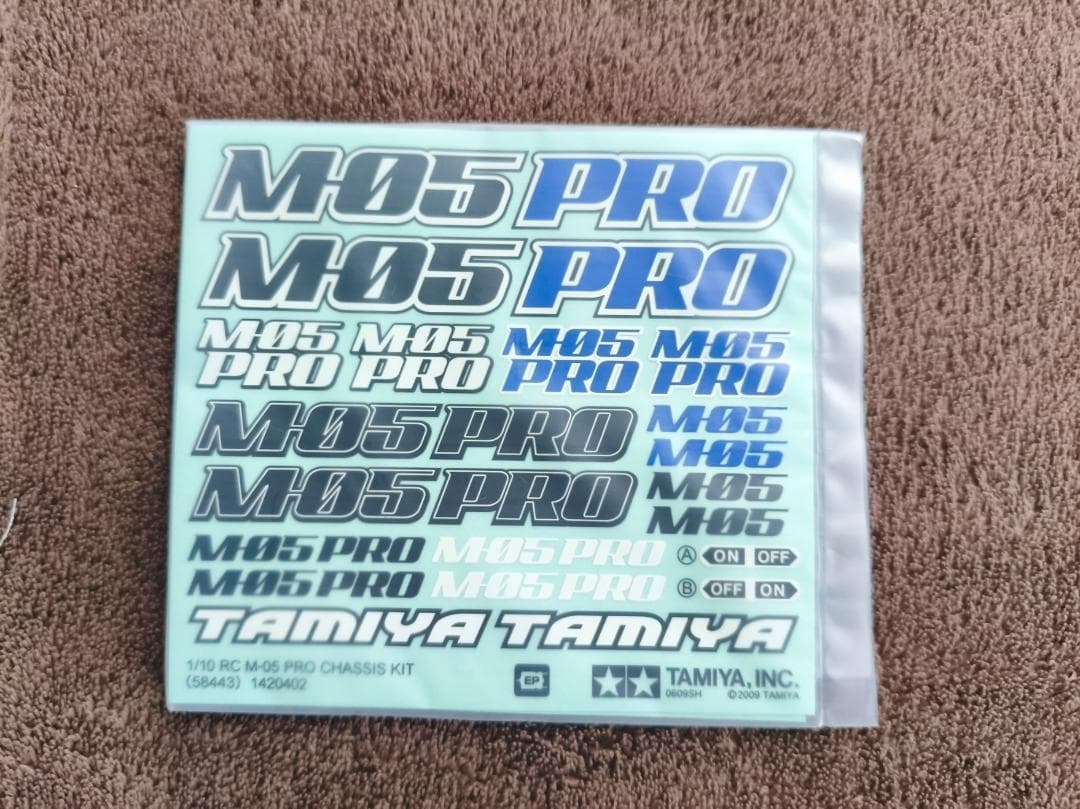 M-05 PRO
M-05 PRO
M-05 M-05 M-05 M-05
PRO PRO PRO PRO
M-05 PRO M-05
M-05
M-05 PRO M-05
M-05
M-05 PRO M-05 PRO Ⓐ ON OFF
M-05 PRO M-05 PRO Ⓑ OFF ON
TAMIYA TAMIYA
1/10 RC M-05 PRO CHASSIS KIT
(58443) 1420402
EP
TAMIYA, INC.
0609SH ©2009 TAMIYA